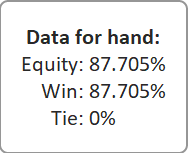 Data for hand:
Equity: 87.705%
Win: 87.705%
Tie: 0%